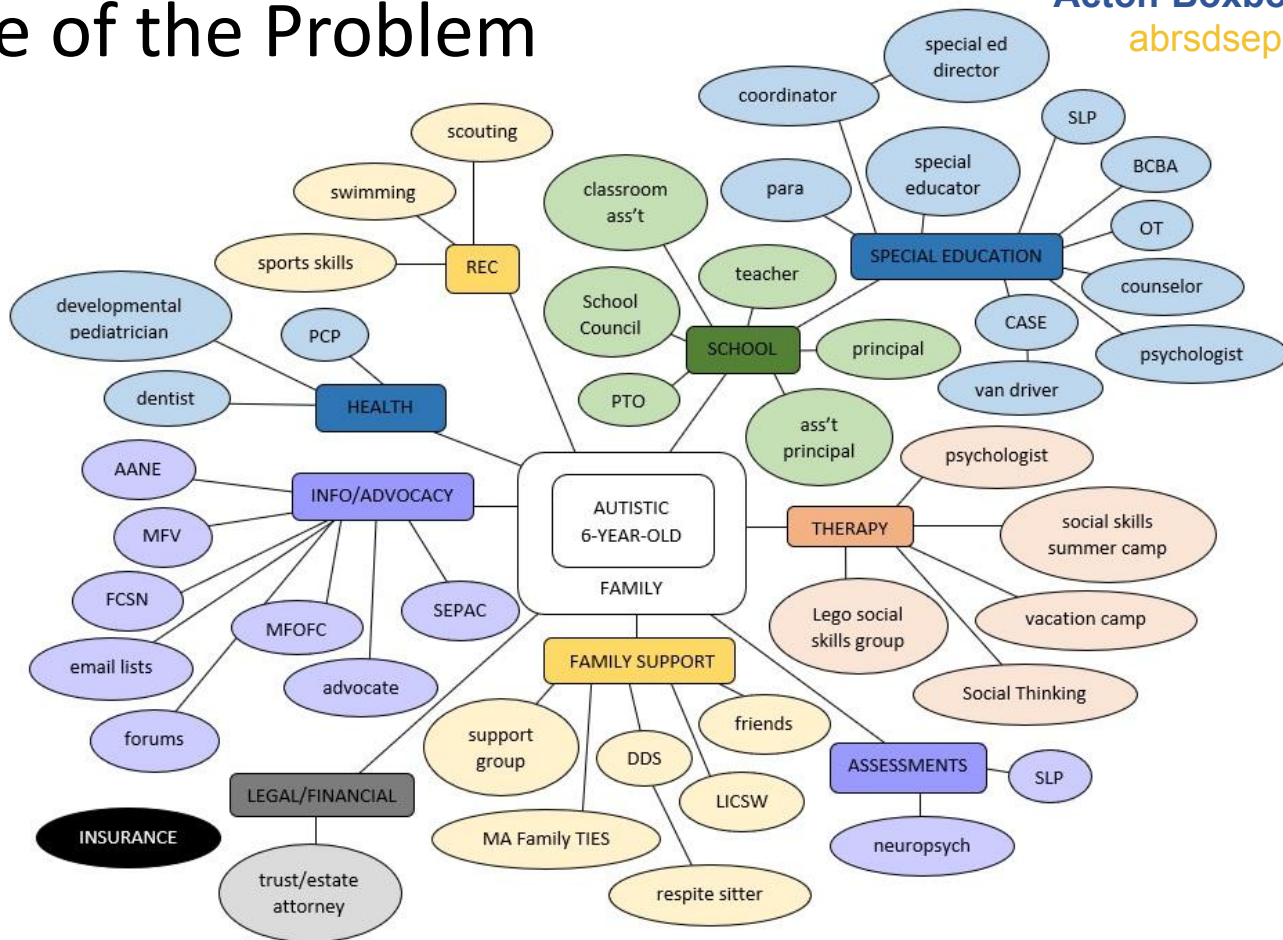 e of the Problem
abrsdsep
special ed
director
coordinator
SLP
scouting
special
educator
BCBA
classroom
ass't
para
swimming
OT
sports skills
REC
teacher
SPECIAL EDUCATION
counselor
developmental
pediatrician
School
Council
CASE
PCP
SCHOOL
principal
psychologist
dentist
HEALTH
PTO
van driver
ass't
principal
AANE
psychologist
INFO/ADVOCACY
AUTISTIC
6-YEAR-OLD
THERAPY
social skills
summer camp
MFV
FAMILY
FCSN
SEPAC
Lego social
skills group
vacation camp
MFOFC
email lists
FAMILY SUPPORT
advocate
Social Thinking
forums
support
group
friends
DDS
ASSESSMENTS
SLP
LEGAL/FINANCIAL
LICSW
INSURANCE
MA Family TIES
neuropsych
trust/estate
attorney
respite sitter